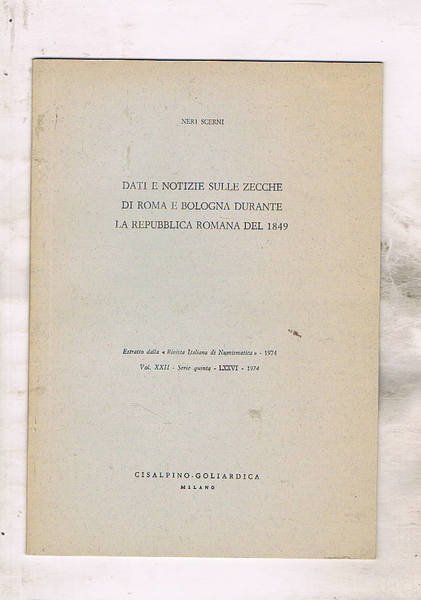 NERI SCERNI
DATI E NOTIZIE SULLE ZECCHE
DI ROMA E BOLOGNA DURANTE
LA REPUBBLICA ROMANA DEL 1849
Estratto dalla « Rivista Italiana di Numismatica » - 1974
Vol. XXII - Serie quinta - LXXVI - 1974
CISALPINO-GOLIARDICA
MILANO